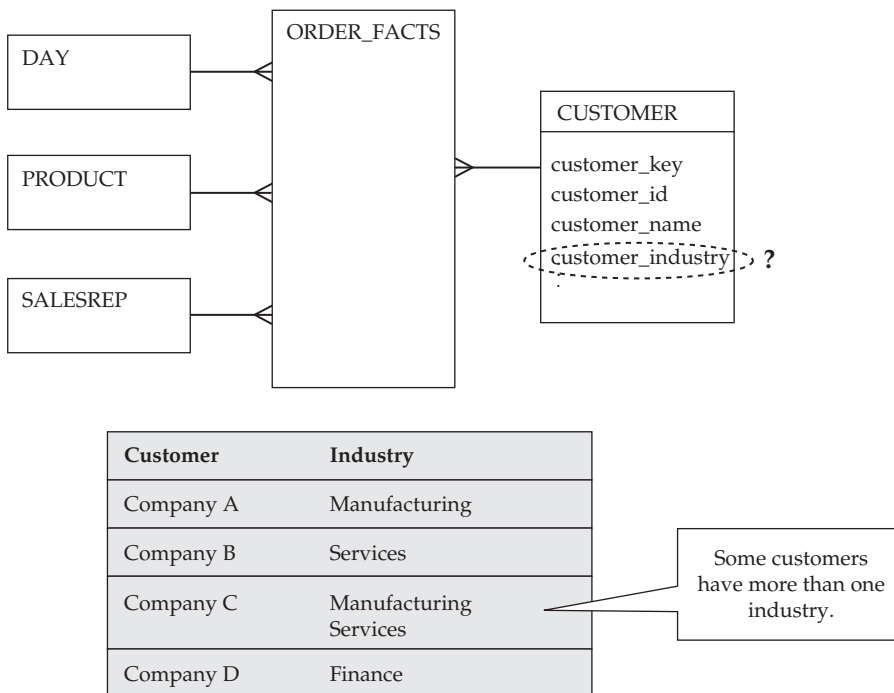 DAY
PRODUCT
SALESREP
ORDER_FACTS
CUSTOMER
customer_key
customer_id
customer_name
customer_industry ?
.
.
Customer Industry
Company A Manufacturing
Company B Services
Company C Manufacturing
Services
Company D Finance
Some customers
have more than one
industry.